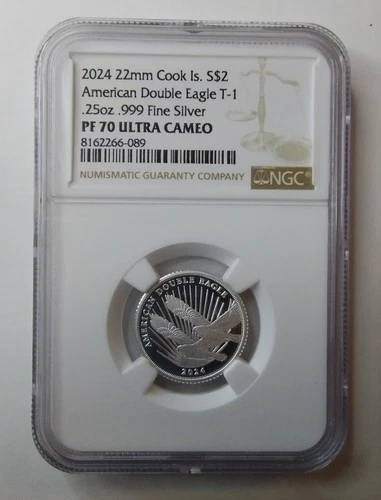 2024 22mm Cook Is. S$2
American Double Eagle T-1
.25oz .999 Fine Silver
PF 70 ULTRA CAMEO
8162266-089
NUMISMATIC GUARANTY COMPANY
NGC®
AMERICAN DOUBLE EAGLE
2024